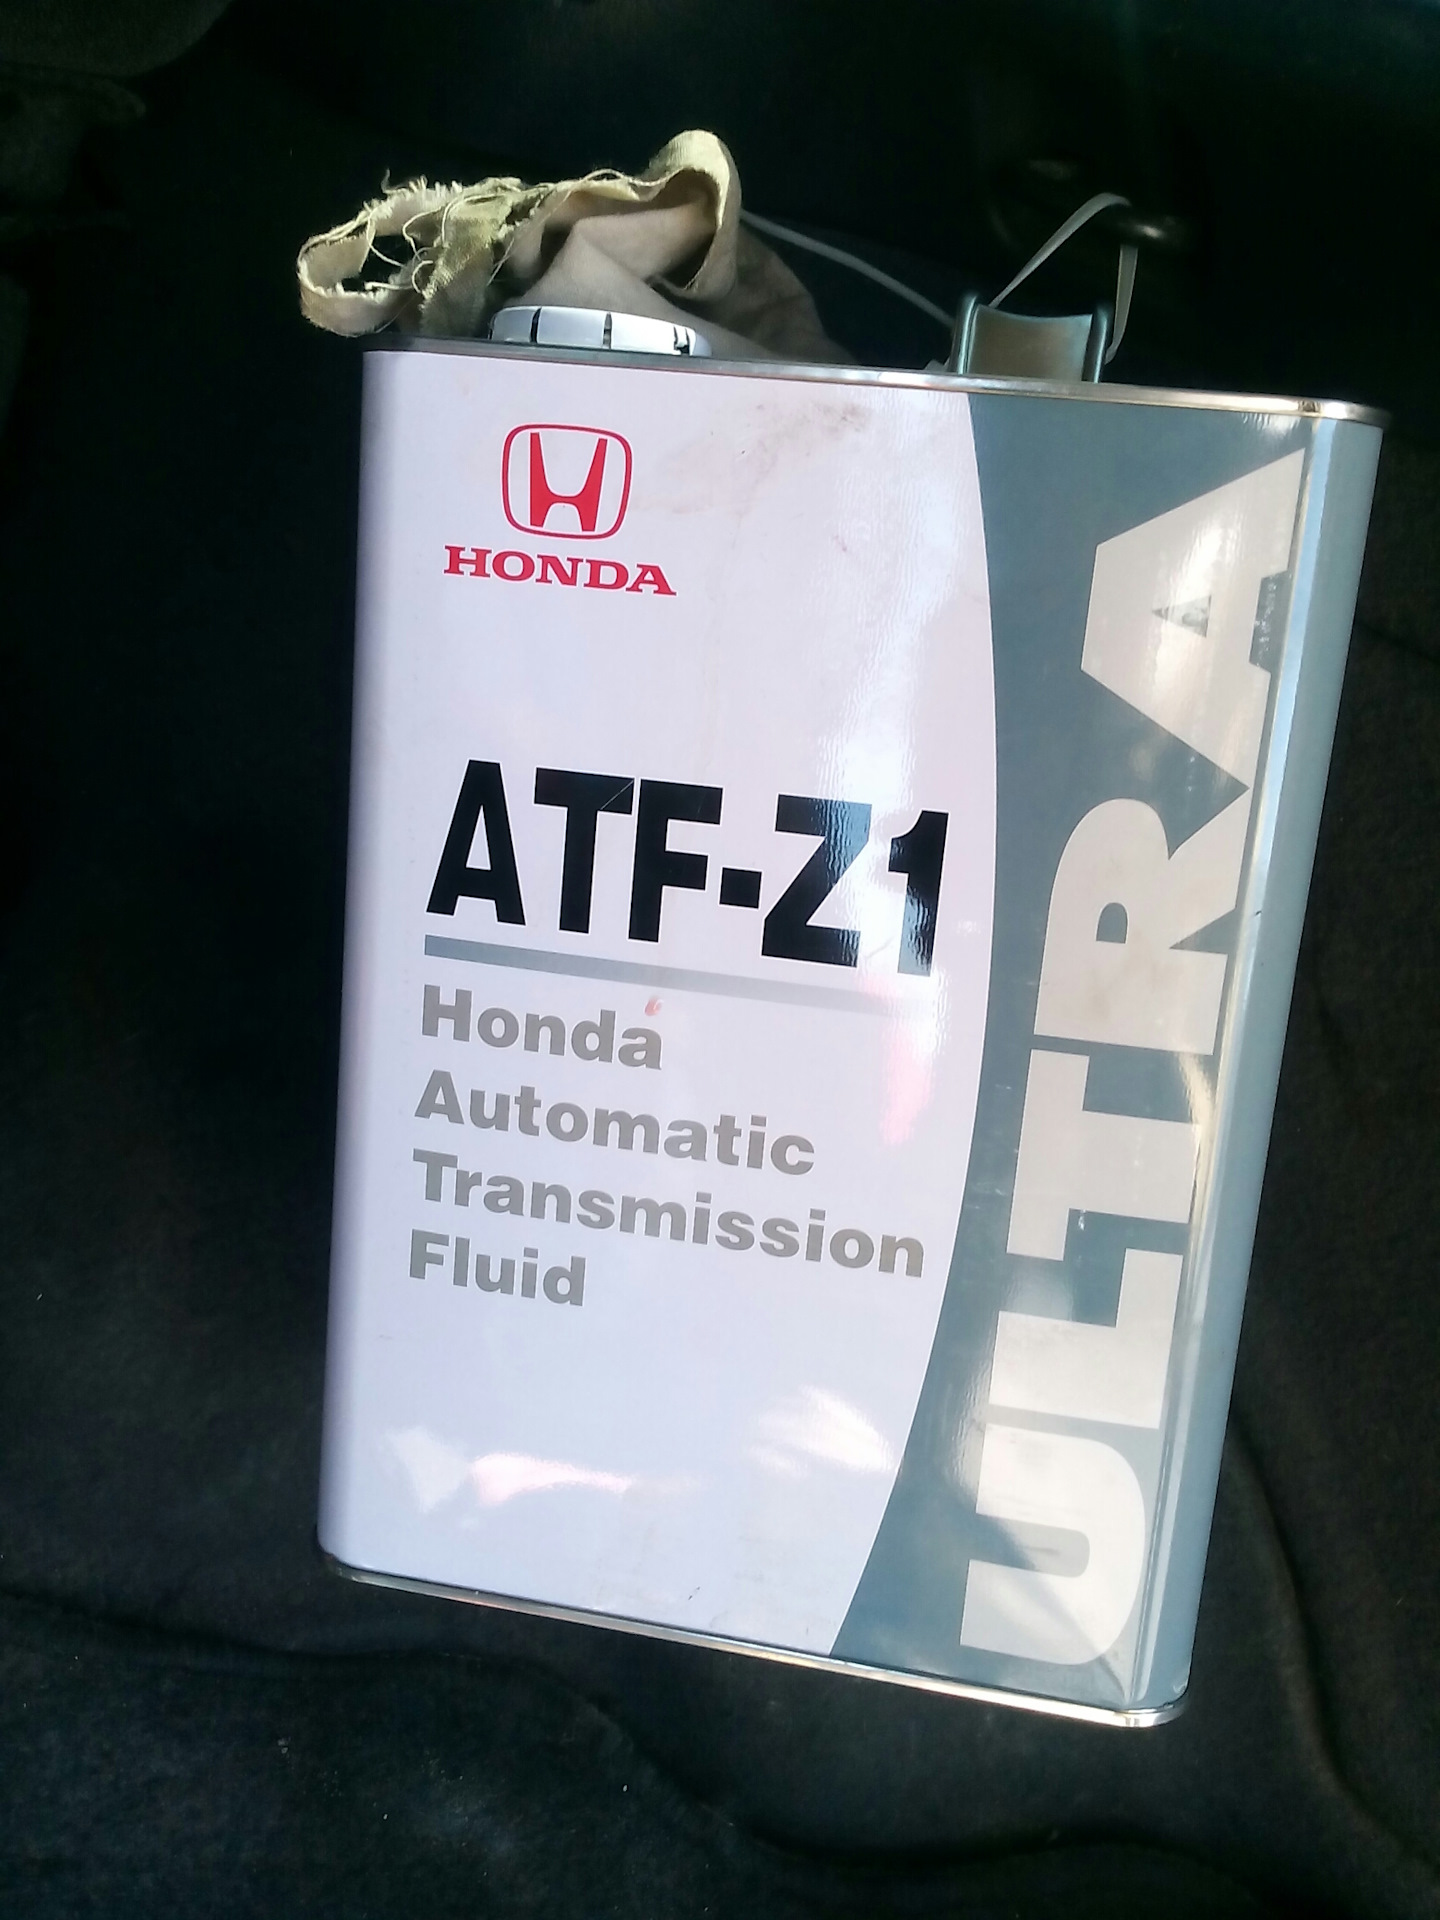 HONDA
ATF-Z1
Honda
Automatic
Transmission
Fluid
ULTRA